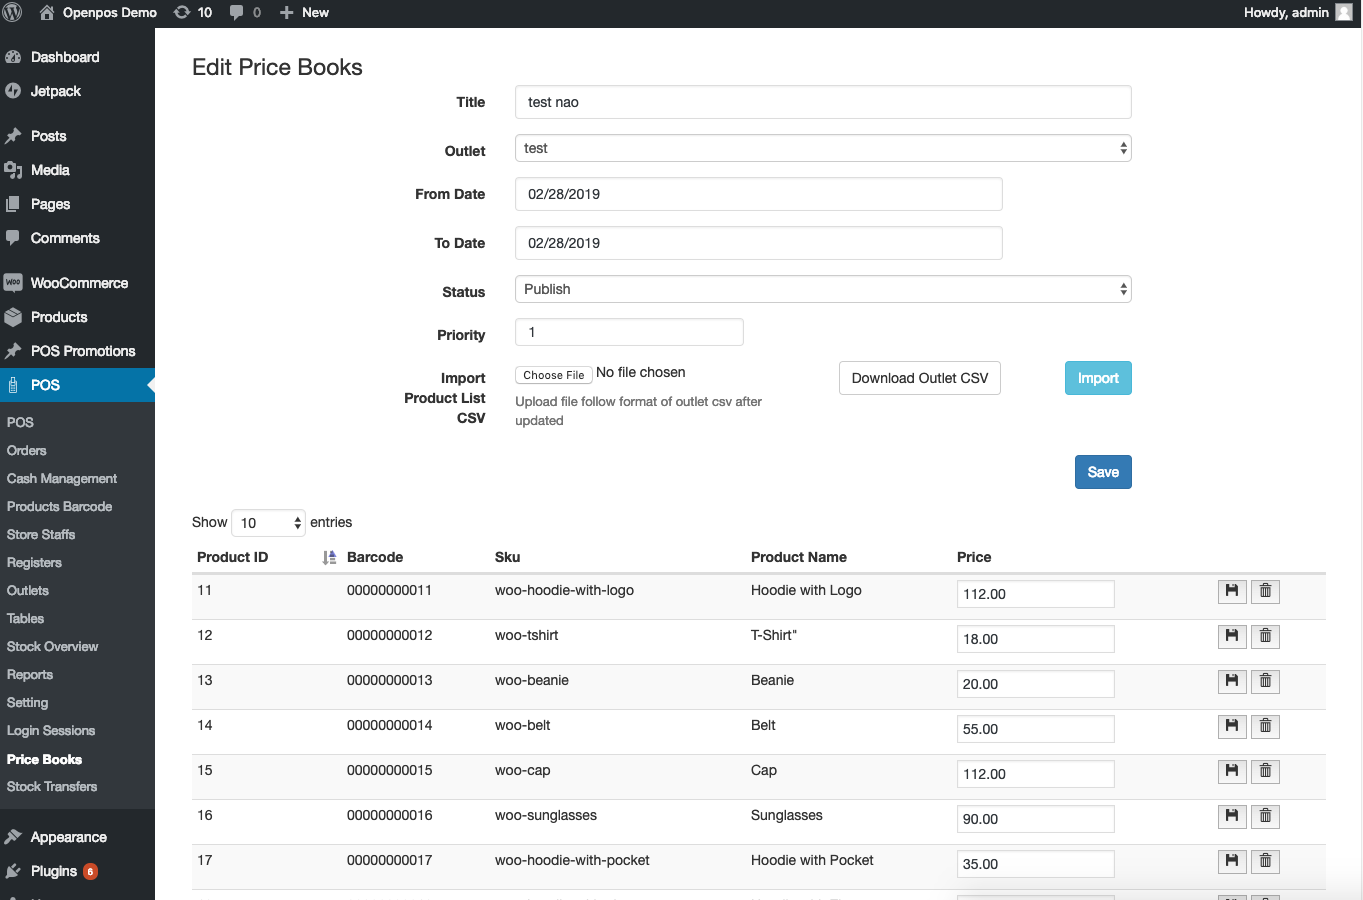 Openpos Demo 10 0 New Howdy, admin
Dashboard
Jetpack
Posts
Media
Pages
Comments
WOO WooCommerce
Products
POS Promotions
POS
POS
Orders
Cash Management
Products Barcode
Store Staffs
Registers
Outlets
Tables
Stock Overview
Reports
Setting
Login Sessions
Price Books
Stock Transfers
Appearance
Plugins 6
Edit Price Books
Title test nao
Outlet test
From Date 02/28/2019
To Date 02/28/2019
Status Publish
Priority 1
Import Product List CSV
Choose File No file chosen
Upload file follow format of outlet csv after
updated
Download Outlet CSV
Import
Save
Show 10 entries
Product ID Barcode Sku Product Name Price
11 00000000011 woo-hoodie-with-logo Hoodie with Logo 112.00
12 00000000012 woo-tshirt T-Shirt" 18.00
13 00000000013 woo-beanie Beanie 20.00
14 00000000014 woo-belt Belt 55.00
15 00000000015 woo-cap Cap 112.00
16 00000000016 woo-sunglasses Sunglasses 90.00
17 00000000017 woo-hoodie-with-pocket Hoodie with Pocket 35.00